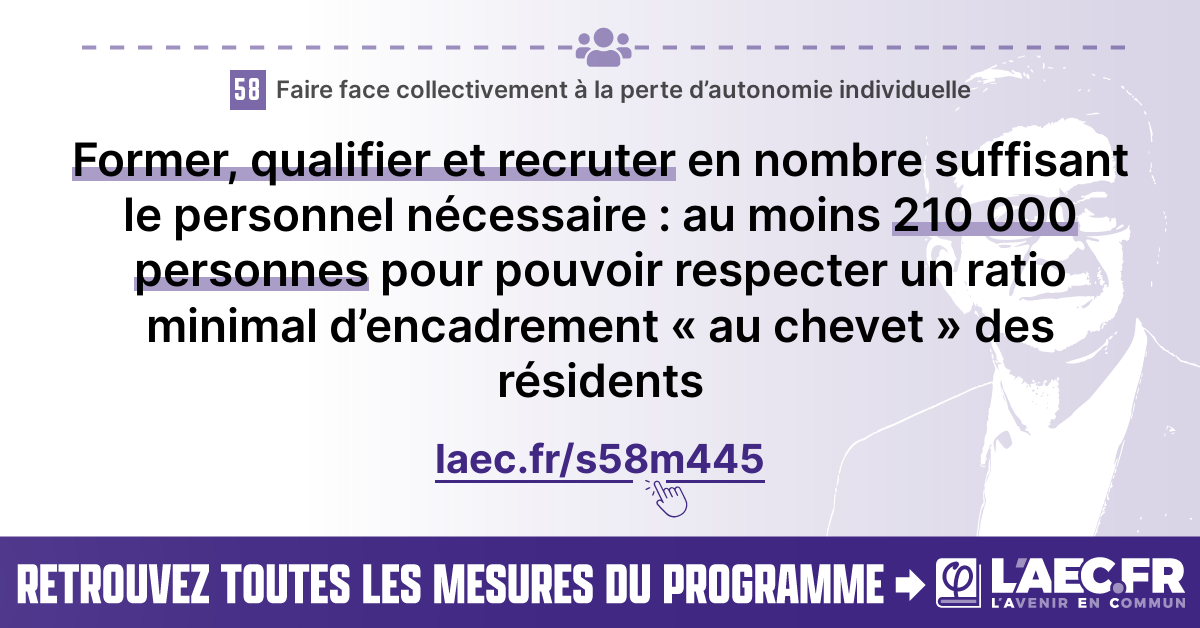 58 Faire face collectivement à la perte d’autonomie individuelle
Former, qualifier et recruter en nombre suffisant
le personnel nécessaire : au moins 210 000
personnes pour pouvoir respecter un ratio
minimal d’encadrement « au chevet » des
résidents
laec.fr/s58m445
RETROUVEZ TOUTES LES MESURES DU PROGRAMME
φ L'AEC.FR
L'AVENIR EN COMMUN